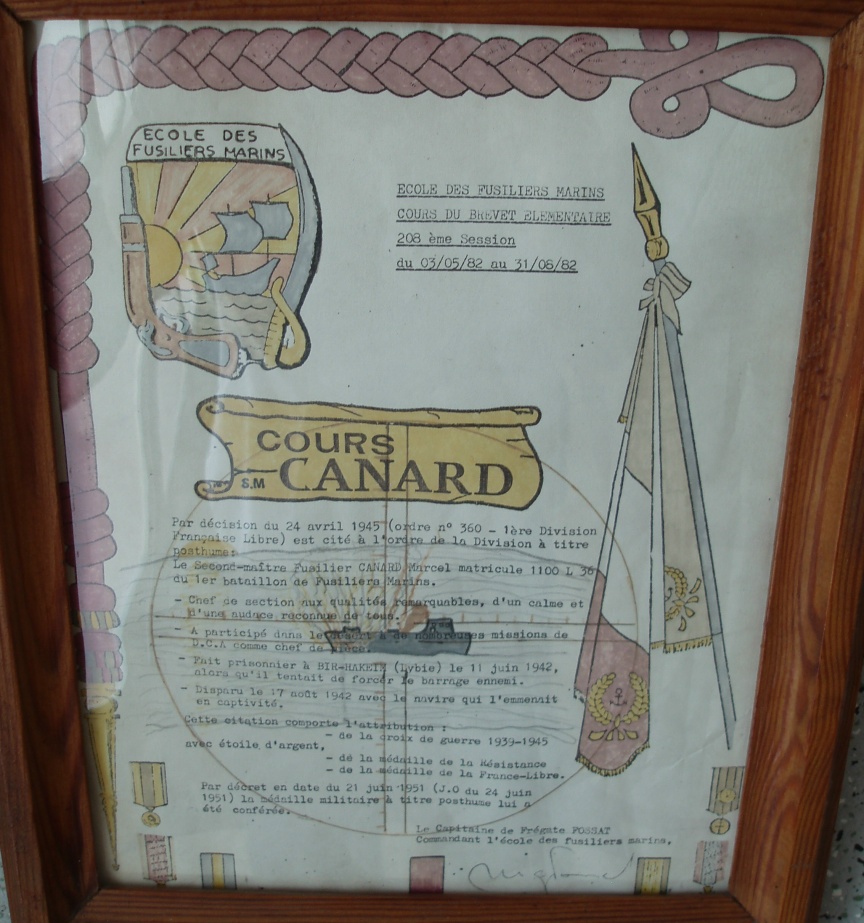 ECOLE DES
FUSILIERS MARINS
ECOLE DES FUSILIERS MARINS
COURS DU BREVET ELEMENTAIRE
208 ème Session
du 03/05/82 au 31/08/82
COURS
S.M CANARD
Par décision du 24 avril 1945 (ordre n° 360 - 1ère Division
Française Libre) est cité à l'ordre de la Division à titre
posthume:
Le Second-maître Fusilier CANARD Marcel matricule 1100 L 36
du 1er bataillon de Fusiliers Marins.
- Chef de section aux qualités remarquables, d'un calme et
d'une audace reconnue de tous.
A participé dans le désert à de nombreuses missions de
D.C.A comme chef de pièce.
- Fait prisonnier à BIR-HAKEIM (Lybie) le 11 juin 1942,
alors qu'il tentait de forcer le barrage ennemi.
- Disparu le 17 août 1942 avec le navire qui l'emmenait
en captivité.
Cette citation comporte l'attribution :
- de la croix de guerre 1939-1945
avec étoile d'argent,
- de la médaille de la Résistance
- de la médaille de la France-Libre.
Par décret en date du 21 juin 1951 (J.O du 24 juin
1951) la médaille militaire à titre posthume lui a
été conférée.
Le Capitaine de Frégate FOSSAT
Commandant l'école des fusiliers marins,